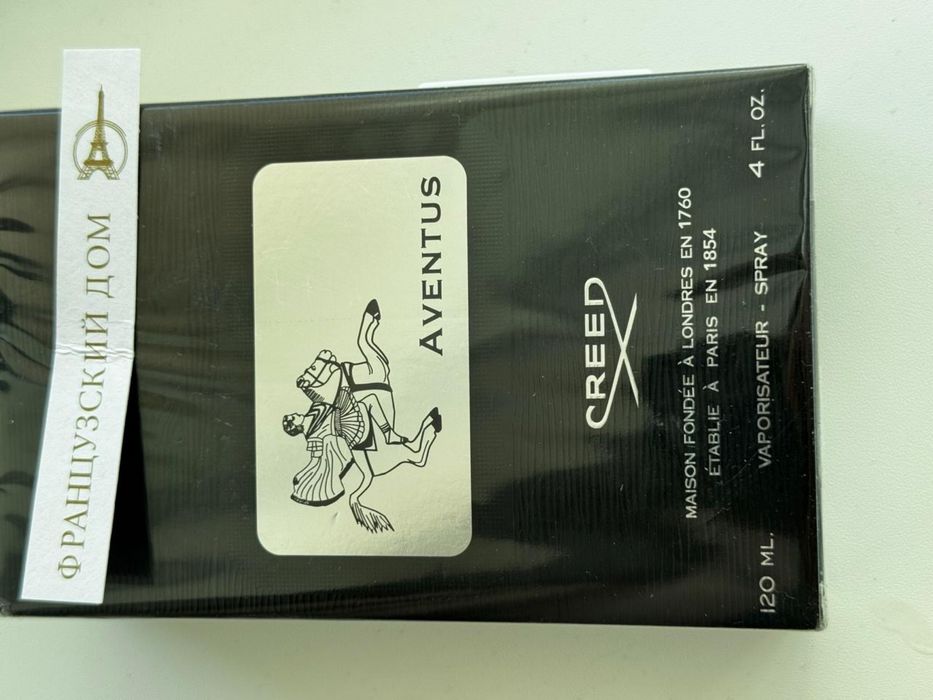 ФРАНЦУЗСКИЙ ДОМ
AVENTUS
CREED
MAISON FONDÉE À LONDRES EN 1760
ÉTABLIE À PARIS EN 1854
120 ML. VAPORISATEUR - SPRAY 4 FL.OZ.